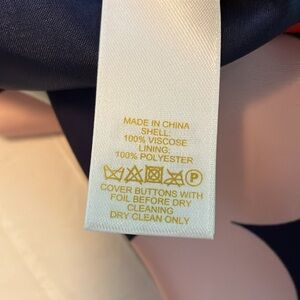 MADE IN CHINA
SHELL:
100% VISCOSE
LINING:
100% POLYESTER
P
COVER BUTTONS WITH
FOIL BEFORE DRY
CLEANING
DRY CLEAN ONLY